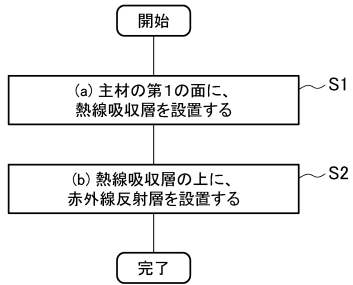 開始
(a) 主材の第1の面に、
熱線吸収層を設置する
S1
(b) 熱線吸収層の上に、
赤外線反射層を設置する
S2
完了